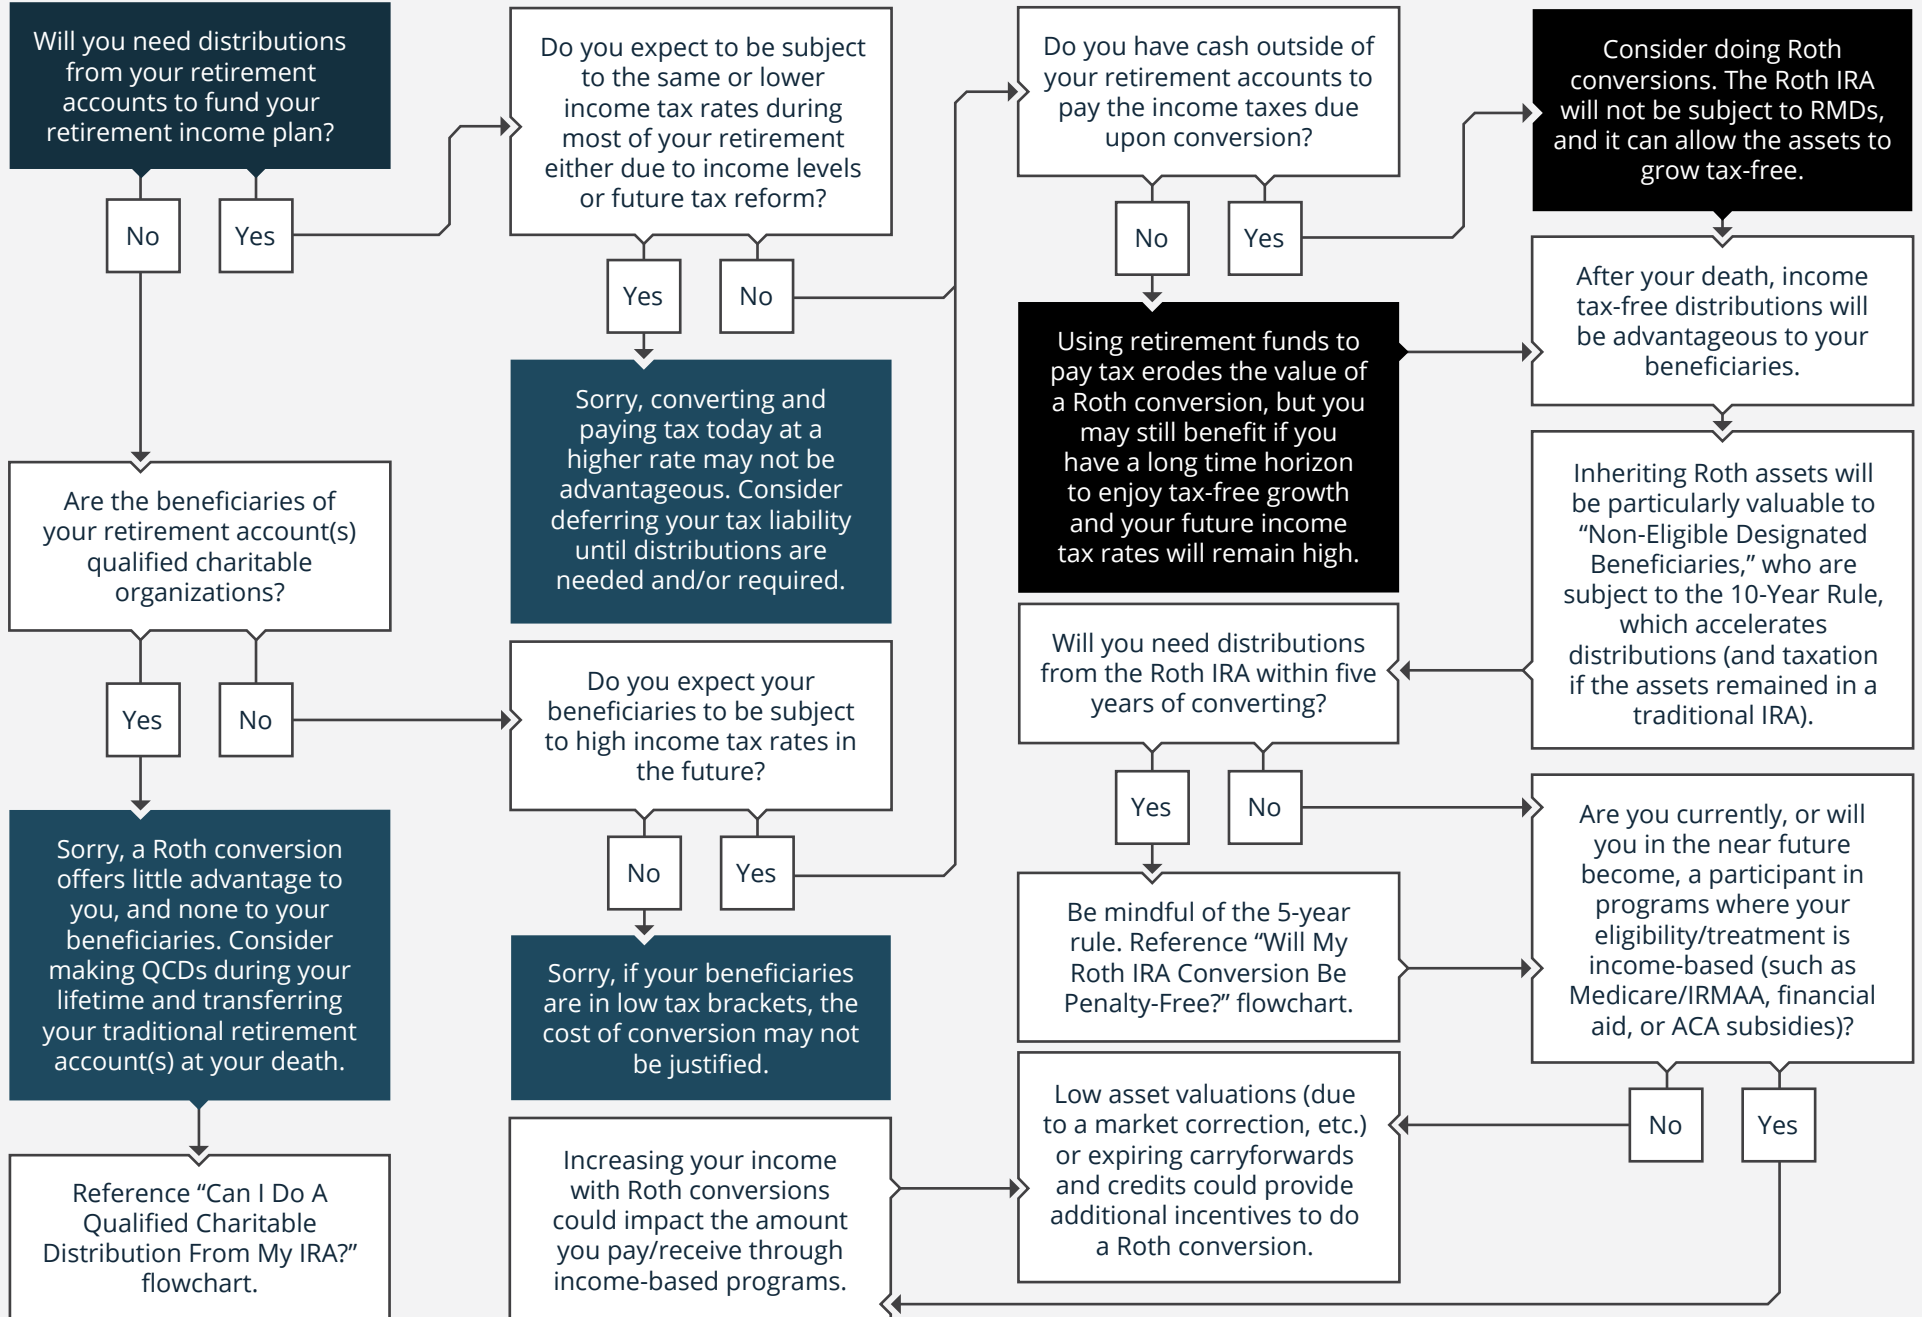 Will you need distributions
from your retirement
accounts to fund your
retirement income plan?
No
Yes
Are the beneficiaries of
your retirement account(s)
qualified charitable
organizations?
Yes
No
Sorry, a Roth conversion
offers little advantage to
you, and none to your
beneficiaries. Consider
making QCDs during your
lifetime and transferring
your traditional retirement
account(s) at your death.
Reference “Can I Do A
Qualified Charitable
Distribution From My IRA?”
flowchart.
Do you expect to be subject
to the same or lower
income tax rates during
most of your retirement
either due to income levels
or future tax reform?
Yes
No
Sorry, converting and
paying tax today at a
higher rate may not be
advantageous. Consider
deferring your tax liability
until distributions are
needed and/or required.
Do you expect your
beneficiaries to be subject
to high income tax rates in
the future?
No
Yes
Sorry, if your beneficiaries
are in low tax brackets, the
cost of conversion may not
be justified.
Increasing your income
with Roth conversions
could impact the amount
you pay/receive through
income-based programs.
Do you have cash outside of
your retirement accounts to
pay the income taxes due
upon conversion?
No
Yes
Using retirement funds to
pay tax erodes the value of
a Roth conversion, but you
may still benefit if you
have a long time horizon
to enjoy tax-free growth
and your future income
tax rates will remain high.
Will you need distributions
from the Roth IRA within five
years of converting?
Yes
No
Be mindful of the 5-year
rule. Reference “Will My
Roth IRA Conversion Be
Penalty-Free?” flowchart.
Low asset valuations (due
to a market correction, etc.)
or expiring carryforwards
and credits could provide
additional incentives to do
a Roth conversion.
Consider doing Roth
conversions. The Roth IRA
will not be subject to RMDs,
and it can allow the assets to
grow tax-free.
After your death, income
tax-free distributions will
be advantageous to your
beneficiaries.
Inheriting Roth assets will
be particularly valuable to
“Non-Eligible Designated
Beneficiaries,” who are
subject to the 10-Year Rule,
which accelerates
distributions (and taxation
if the assets remained in a
traditional IRA).
Are you currently, or will
you in the near future
become, a participant in
programs where your
eligibility/treatment is
income-based (such as
Medicare/IRMAA, financial
aid, or ACA subsidies)?
No
Yes